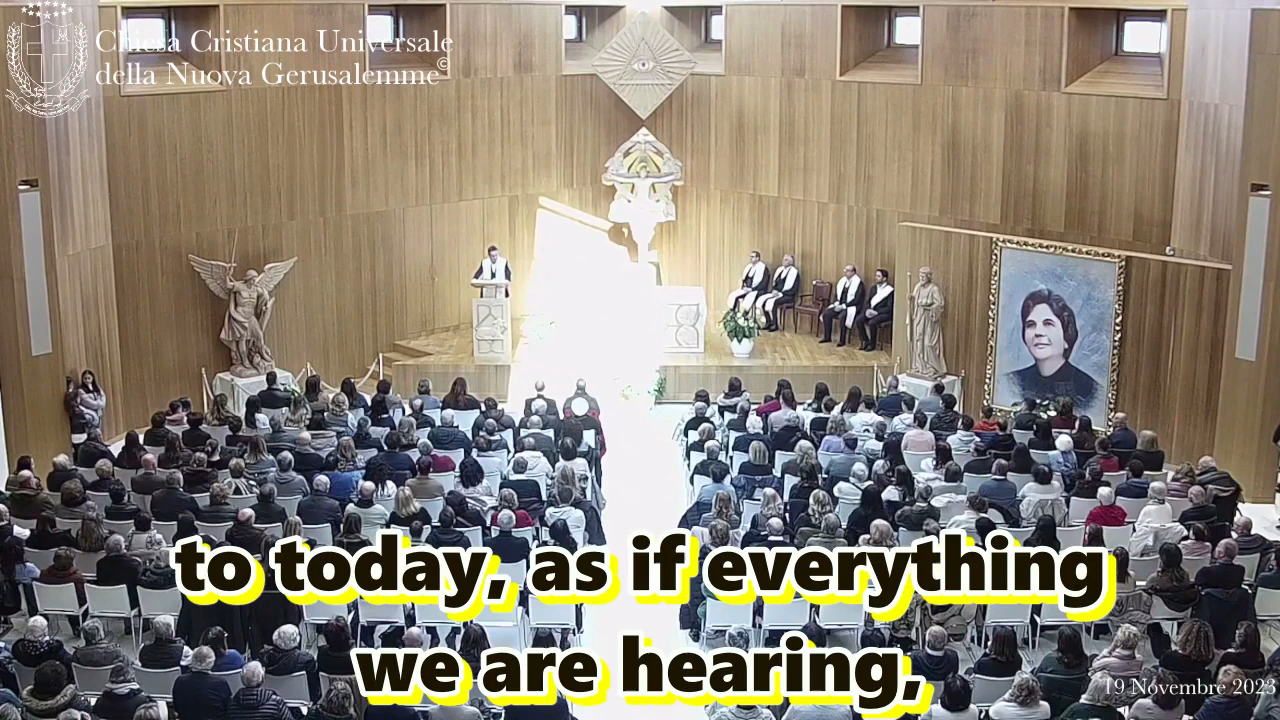 Chiesa Cristiana Universale
della Nuova Gerusalemme©
to today, as if everything
we are hearing,
19 Novembre 2023